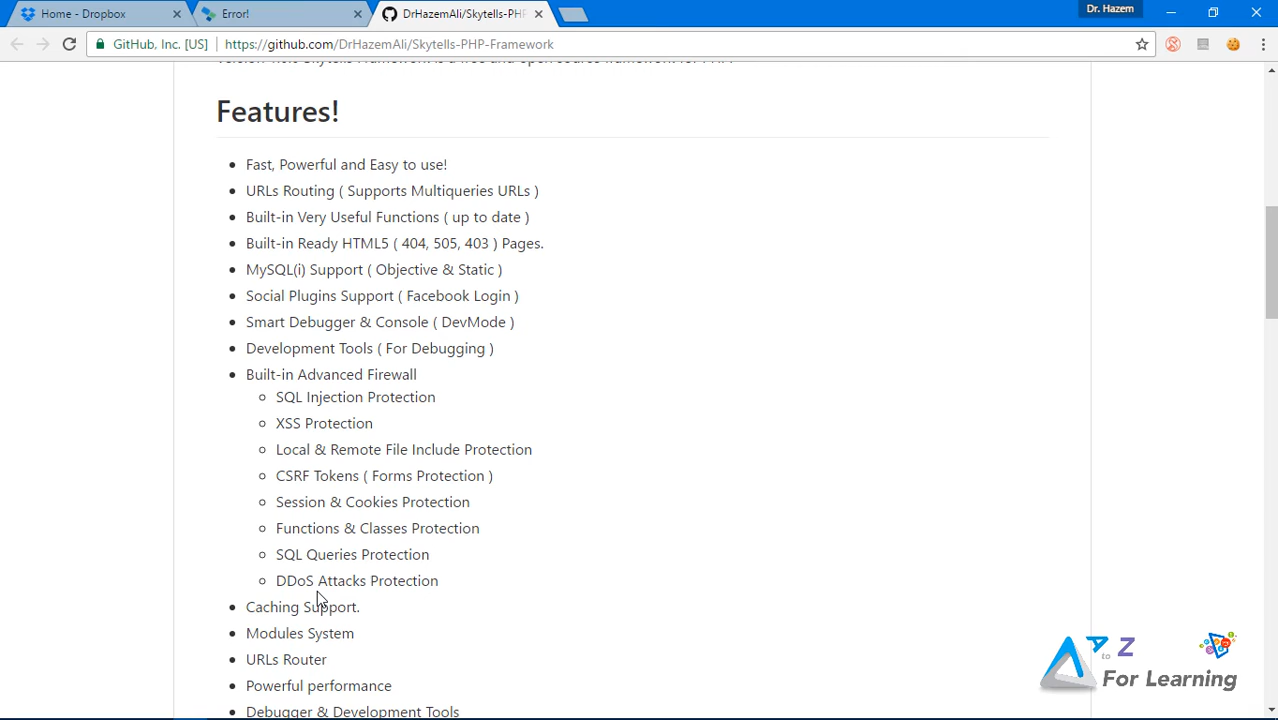 Home - Dropbox
Error!
DrHazemAli/Skytells-PHP-F
Dr. Hazem
GitHub, Inc. [US]
https://github.com/DrHazemAli/Skytells-PHP-Framework
Features!
Fast, Powerful and Easy to use!
URLs Routing ( Supports Multiqueries URLs )
Built-in Very Useful Functions ( up to date )
Built-in Ready HTML5 ( 404, 505, 403 ) Pages.
MySQL(i) Support ( Objective & Static )
Social Plugins Support ( Facebook Login )
Smart Debugger & Console ( DevMode )
Development Tools ( For Debugging )
Built-in Advanced Firewall
SQL Injection Protection
XSS Protection
Local & Remote File Include Protection
CSRF Tokens ( Forms Protection )
Session & Cookies Protection
Functions & Classes Protection
SQL Queries Protection
DDoS Attacks Protection
Caching Support.
Modules System
URLs Router
Powerful performance
Debugger & Development Tools
A to Z
For Learning